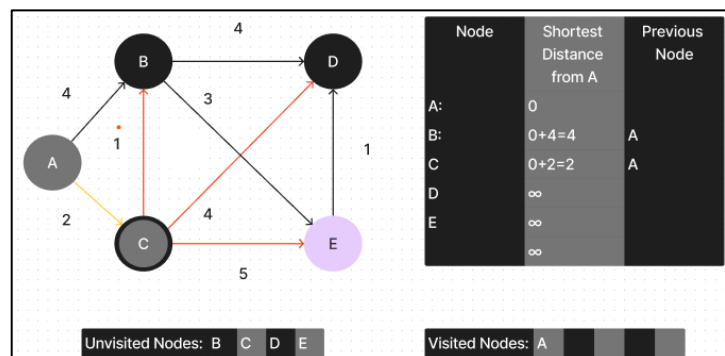 4
B
D
4
3
1
A
1
2
4
C
E
5
Node Shortest Distance from A Previous Node
A: 0
B: 0+4=4 A
C 0+2=2 A
D ∞
E ∞
∞
Unvisited Nodes: B C D E
Visited Nodes: A